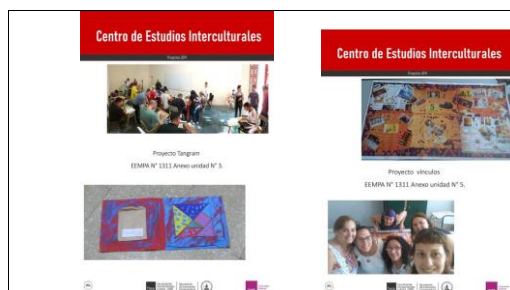 Centro de Estudios Interculturales
Proyecto Tangram
EEMPA N° 1311 Anexo unidad N° 3.
Centro de Estudios Interculturales
Proyecto vínculos
EEMPA N° 1311 Anexo unidad N° 5.